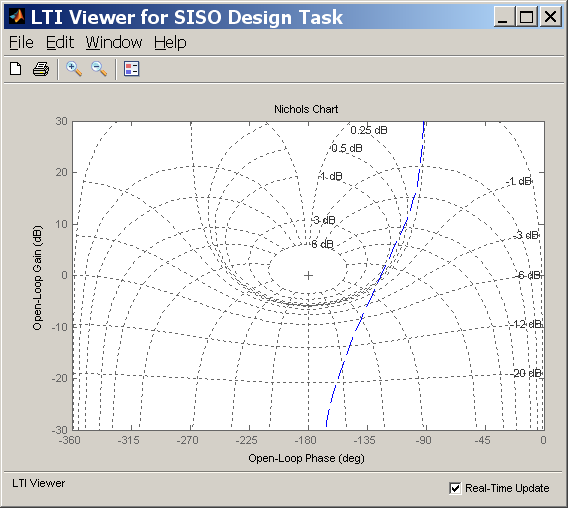 LTI Viewer for SISO Design Task
File Edit Window Help
Nichols Chart
30
20
10
0
-10
-20
-30
Open-Loop Gain (dB)
0.25 dB
0.5 dB
1 dB
3 dB
6 dB
-1 dB
-3 dB
-6 dB
-12 dB
-20 dB
-360 -315 -270 -225 -180 -135 -90 -45 0
Open-Loop Phase (deg)
LTI Viewer
Real-Time Update